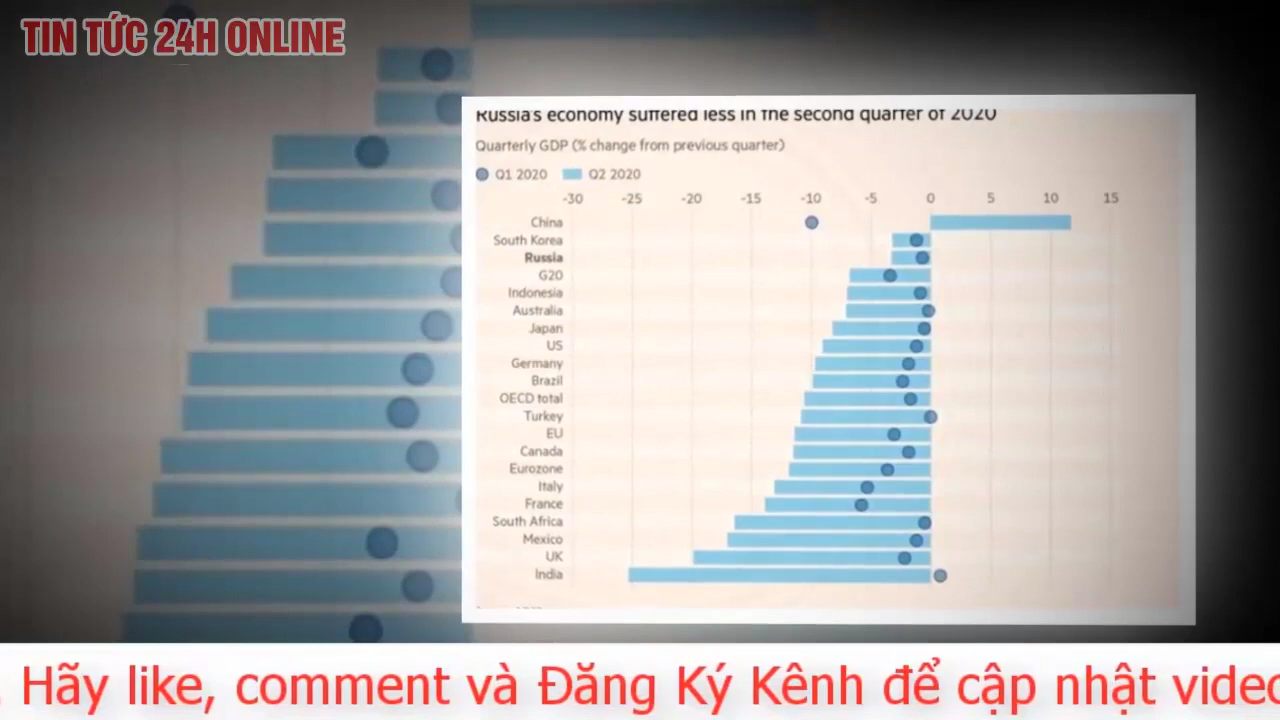 TIN TỨC 24H ONLINE
Russia's economy suffered less in the second quarter of 2020
Quarterly GDP (% change from previous quarter)
Q1 2020 Q2 2020
-30 -25 -20 -15 -10 -5 0 5 10 15
China
South Korea
Russia
G20
Indonesia
Australia
Japan
US
Germany
Brazil
OECD total
Turkey
EU
Canada
Eurozone
Italy
France
South Africa
Mexico
UK
India
Hãy like, comment và Đăng Ký Kênh để cập nhật video